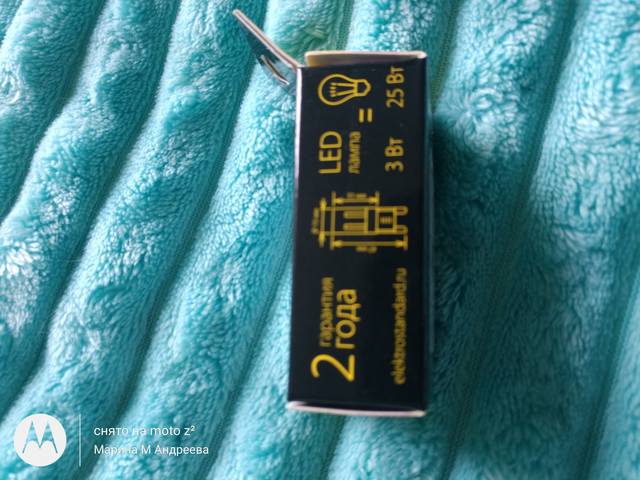 2 гарантия
года
LED
лампа
=
3 Вт 25 Вт
elektrostandard.ru
снято на moto z²
Марина М Андреева